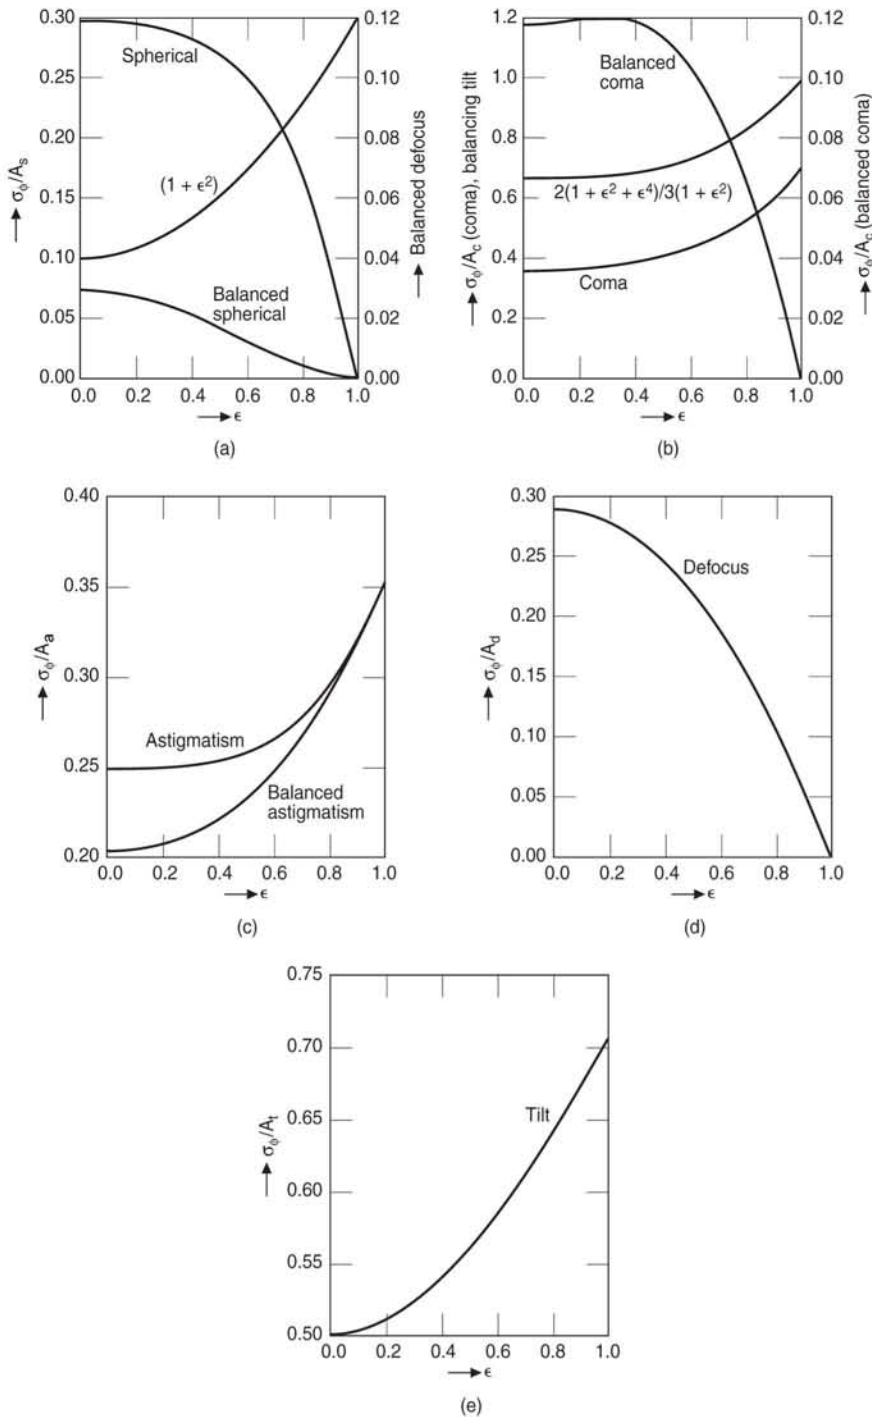 0.30
0.25
0.20
0.15
0.10
0.05
0.00
σϕ/As
Spherical
(1 + ϵ²)
Balanced
spherical
0.12
0.10
0.08
0.06
0.04
0.02
0.00
Balanced defocus
0.0 0.2 0.4 0.6 0.8 1.0
ϵ
(a)
1.2
1.0
0.8
0.6
0.4
0.2
0.0
σϕ/Ac (coma), balancing tilt
Balanced
coma
2(1 + ϵ² + ϵ⁴)/3(1 + ϵ²)
Coma
0.12
0.10
0.08
0.06
0.04
0.02
0.00
σϕ/Ac (balanced coma)
0.0 0.2 0.4 0.6 0.8 1.0
ϵ
(b)
0.40
0.35
0.30
0.25
0.20
σϕ/Aa
Astigmatism
Balanced
astigmatism
0.0 0.2 0.4 0.6 0.8 1.0
ϵ
(c)
0.30
0.25
0.20
0.15
0.10
0.05
0.00
σϕ/Ad
Defocus
0.0 0.2 0.4 0.6 0.8 1.0
ϵ
(d)
0.75
0.70
0.65
0.60
0.55
0.50
σϕ/At
Tilt
0.0 0.2 0.4 0.6 0.8 1.0
ϵ
(e)